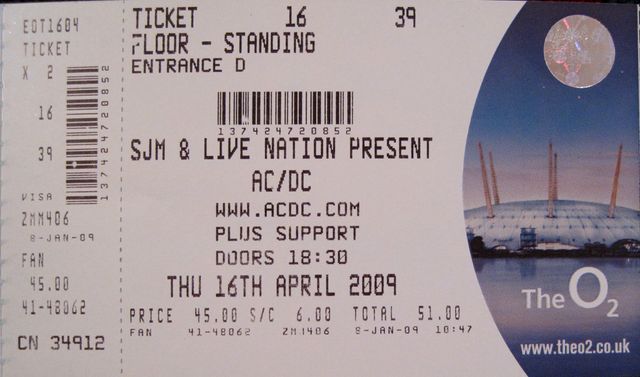 EOT1604
TICKET
X 2
16
39
VISA
ZMM406
8-JAN-09
FAN
45.00
41-48062
CN 34912
137424720852
TICKET 16 39
FLOOR - STANDING
ENTRANCE D
137424720852
SJM & LIVE NATION PRESENT
AC/DC
WWW.ACDC.COM
PLUS SUPPORT
DOORS 18:30
THU 16TH APRIL 2009
PRICE 45.00 S/C 6.00 TOTAL 51.00
FAN 41-48062 ZM1406 8-JAN-09 10:47
The O2
www.theo2.co.uk